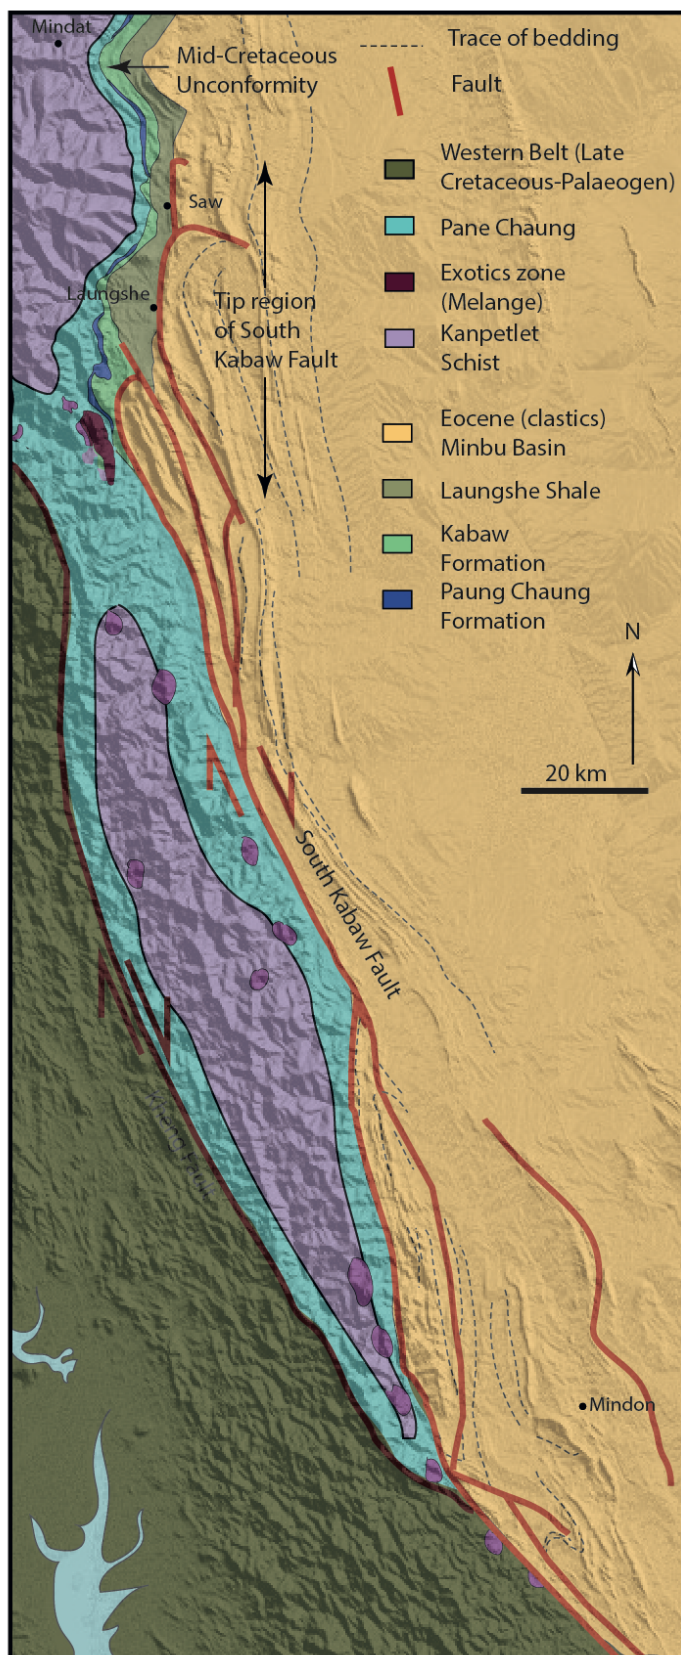 Mindat
Mid-Cretaceous
Unconformity
Trace of bedding
Fault
Western Belt (Late
Cretaceous-Palaeogen)
Pane Chaung
Exotics zone
(Melange)
Kanpetlet
Schist
Eocene (clastics)
Minbu Basin
Laungshe Shale
Kabaw
Formation
Paung Chaung
Formation
Saw
Laungshe
Tip region
of South
Kabaw Fault
N
20 km
South Kabaw Fault
Mindon